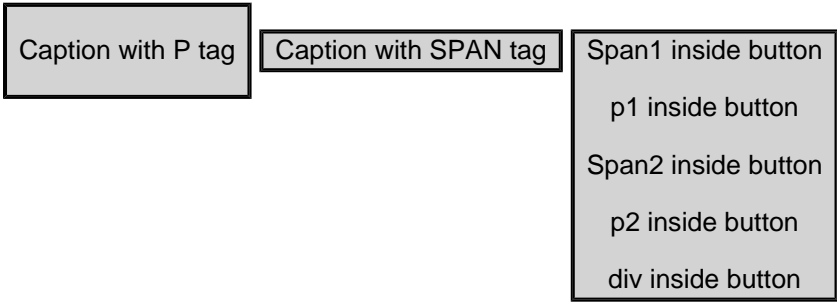 Caption with P tag
Caption with SPAN tag
Span1 inside button
p1 inside button
Span2 inside button
p2 inside button
div inside button